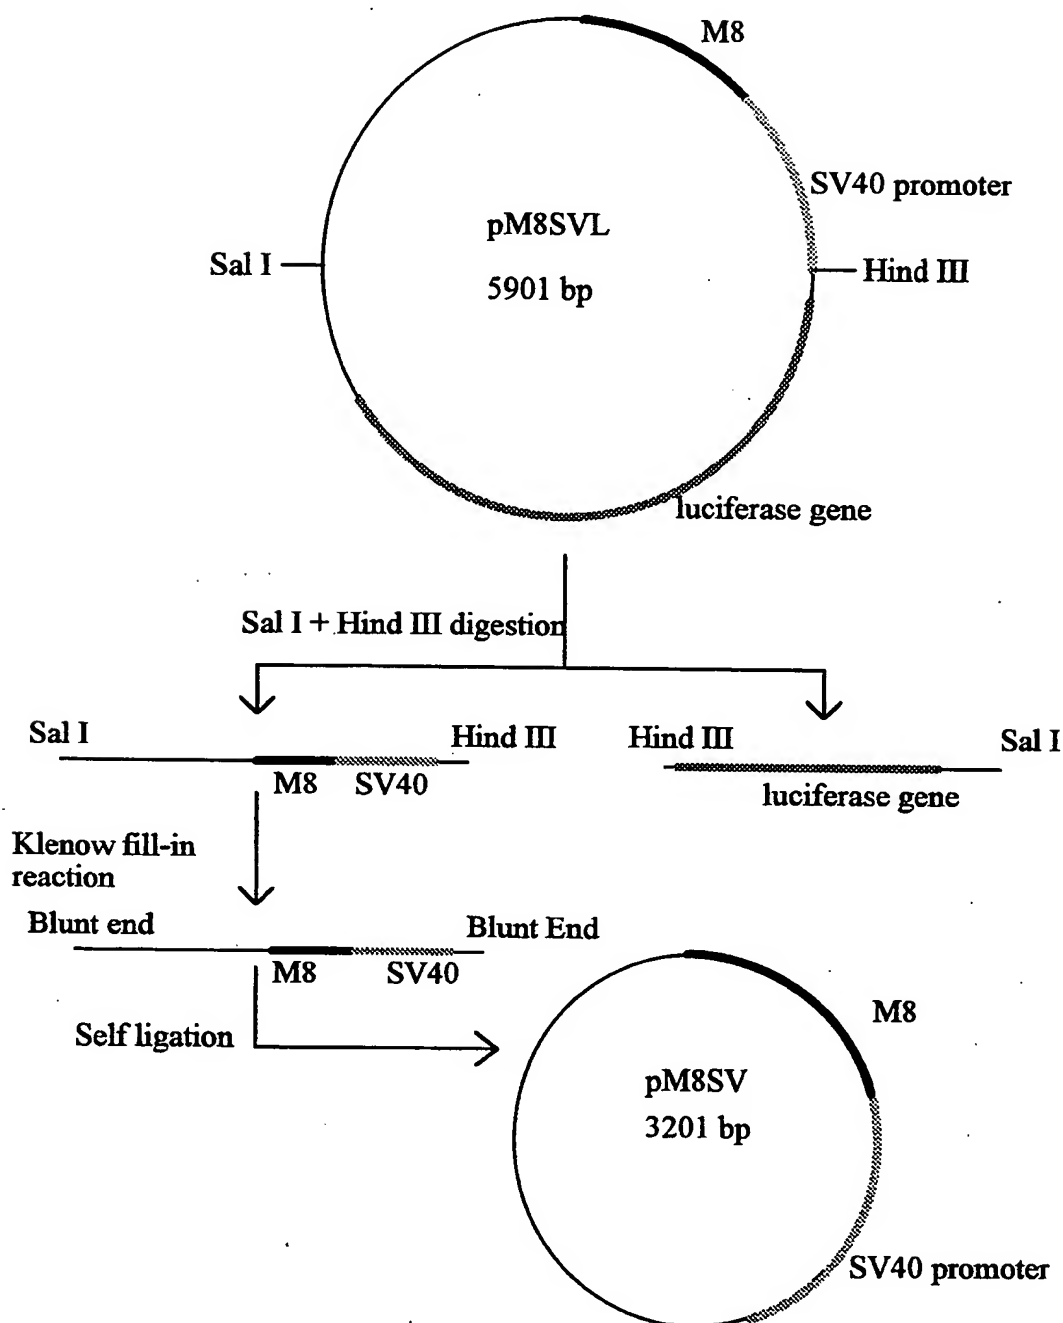 M8
SV40 promoter
pM8SVL
Sal I
Hind III
5901 bp
luciferase gene
Sal I + Hind III digestion
Sal I
Hind III
Hind III
Sal I
M8
SV40
luciferase gene
Klenow fill-in
reaction
Blunt end
Blunt End
M8
SV40
M8
Self ligation
pM8SV
3201 bp
SV40 promoter